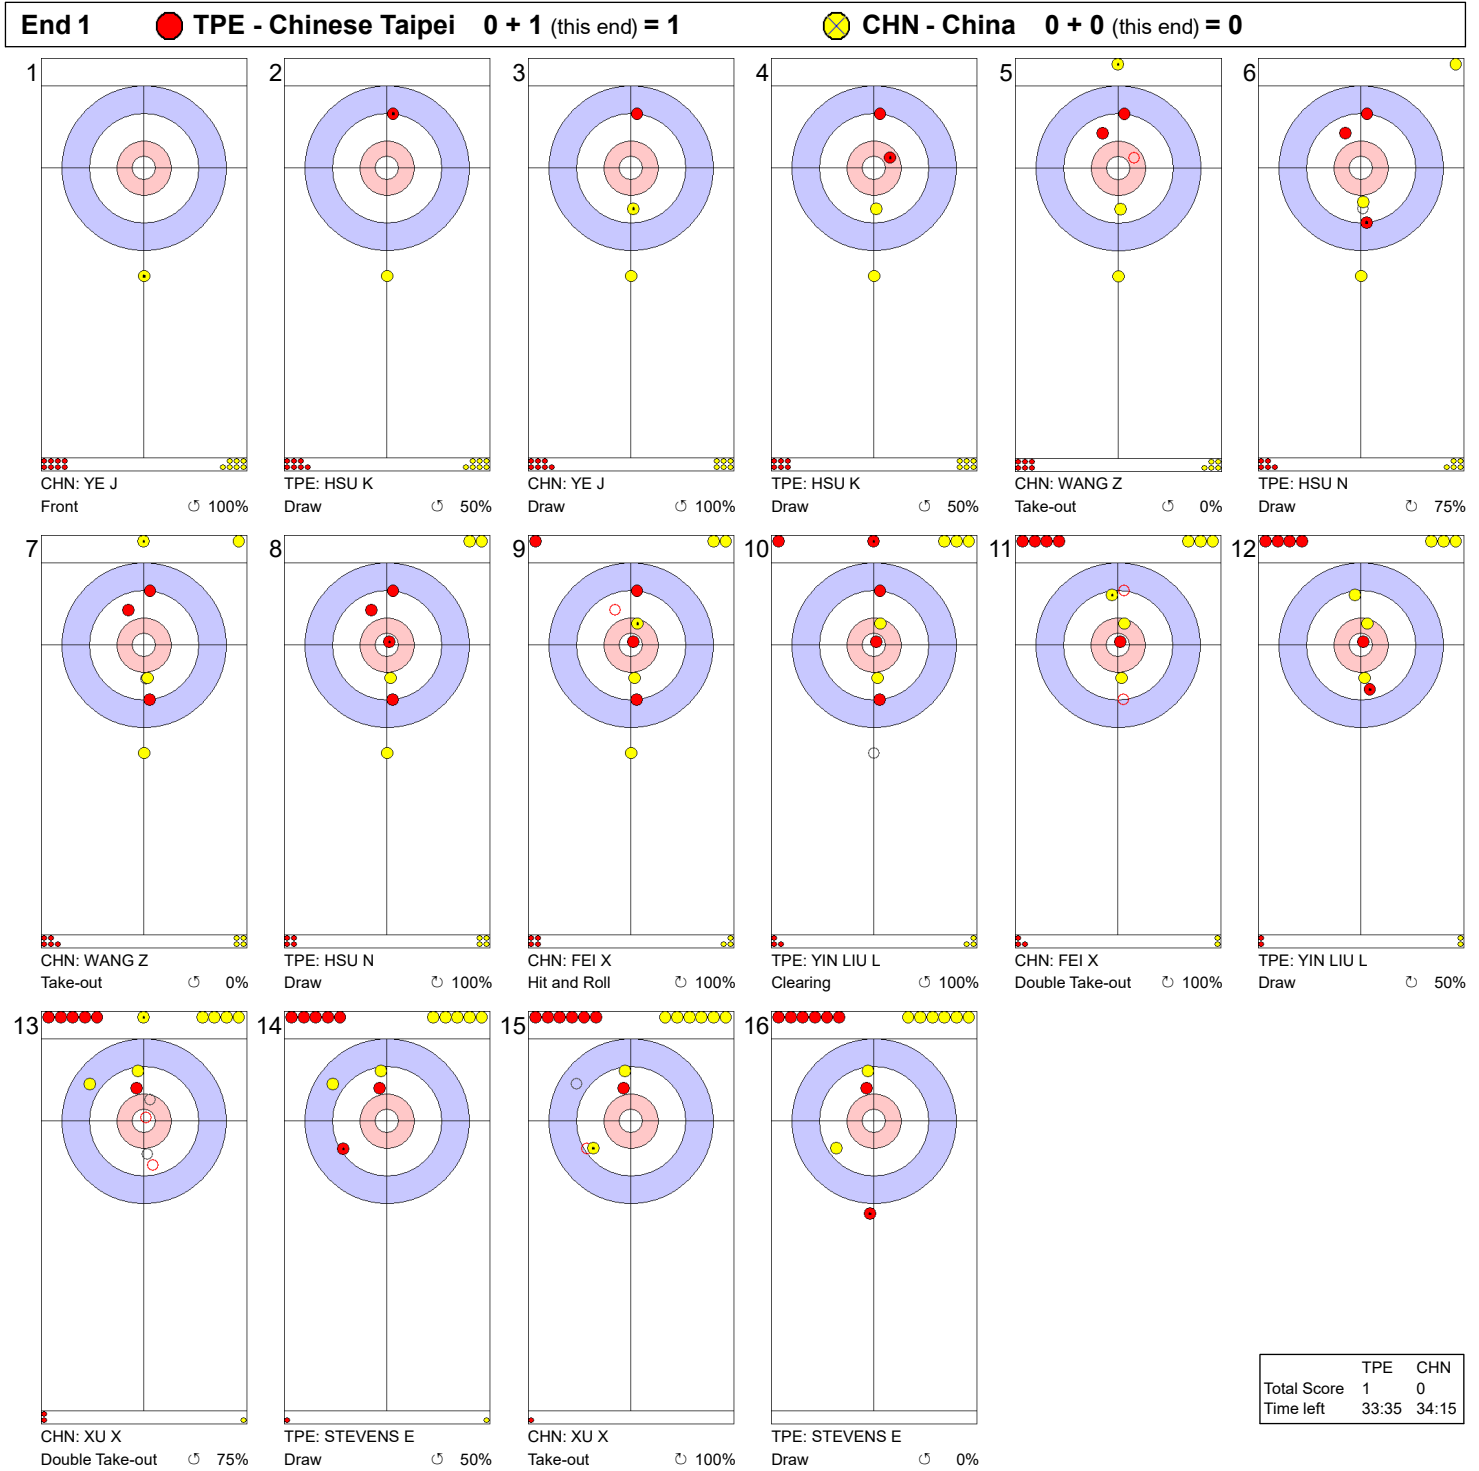 End 1 TPE - Chinese Taipei 0 + 1 (this end) = 1 CHN - China 0 + 0 (this end) = 0
1 2 3 4 5 6
CHN: YE J TPE: HSU K CHN: YE J TPE: HSU K CHN: WANG Z TPE: HSU N
Front 100% Draw 50% Draw 100% Draw 50% Take-out 0% Draw 75%
7 8 9 10 11 12
CHN: WANG Z TPE: HSU N CHN: FEI X TPE: YIN LIU L CHN: FEI X TPE: YIN LIU L
Take-out 0% Draw 100% Hit and Roll 100% Clearing 100% Double Take-out 100% Draw 50%
13 14 15 16
TPE CHN
Total Score 1 0
Time left 33:35 34:15
CHN: XU X TPE: STEVENS E CHN: XU X TPE: STEVENS E
Double Take-out 75% Draw 50% Take-out 100% Draw 0%